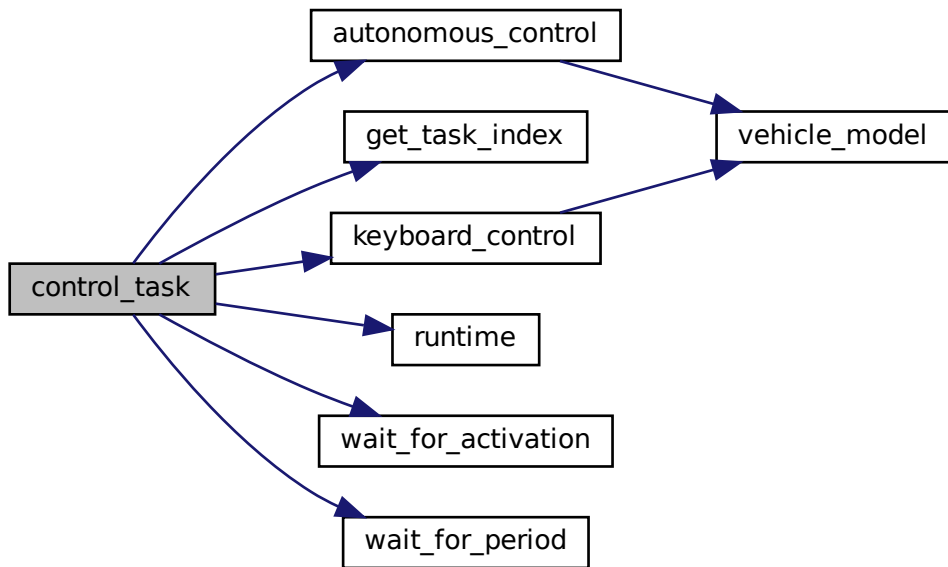 autonomous_control
get_task_index
vehicle_model
keyboard_control
control_task
runtime
wait_for_activation
wait_for_period